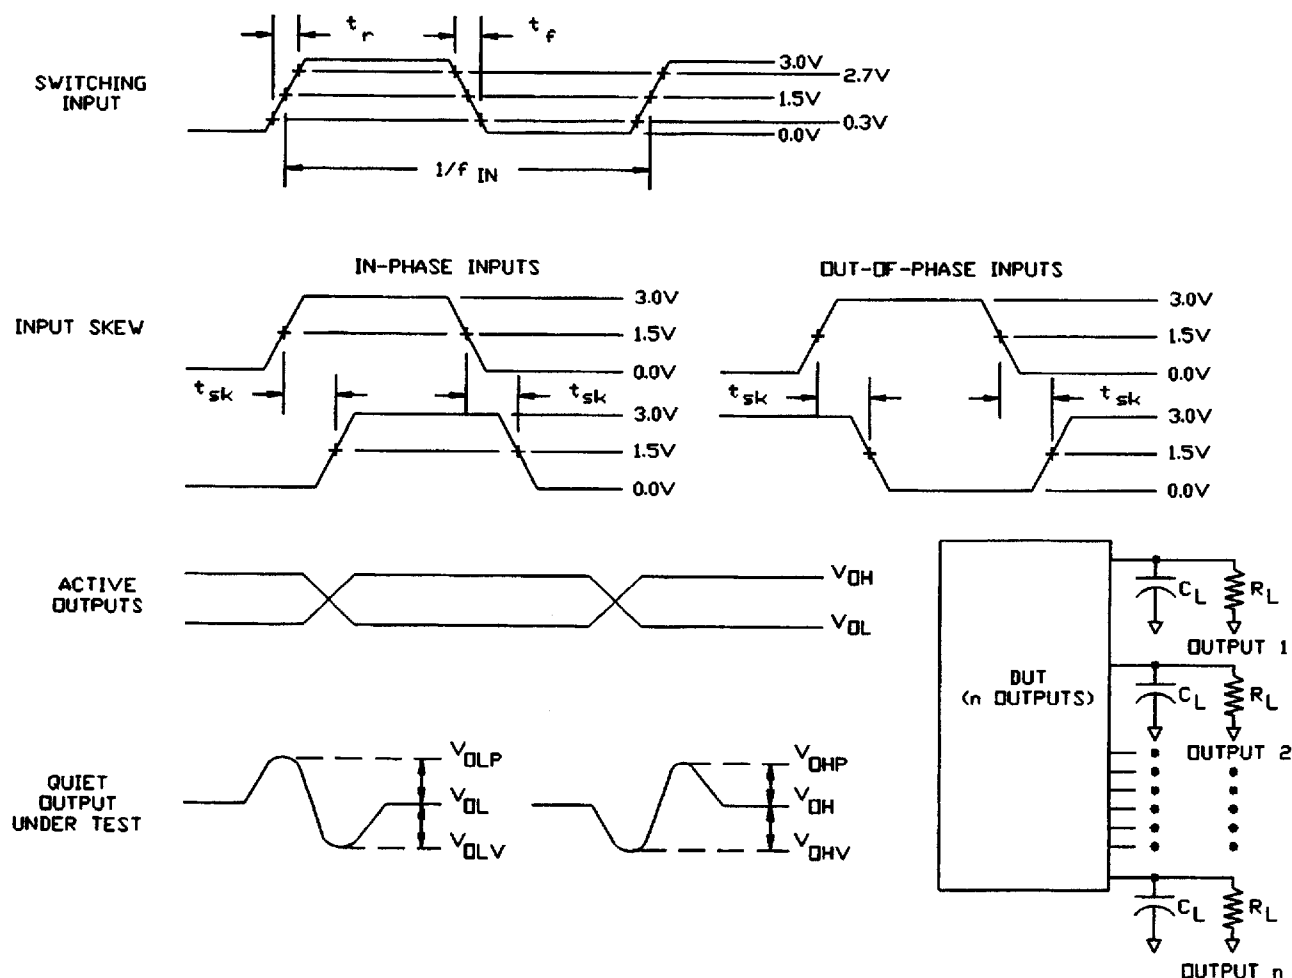 t_r
t_f
SWITCHING
INPUT
3.0V
2.7V
1.5V
0.3V
0.0V
1/f IN
IN-PHASE INPUTS
OUT-OF-PHASE INPUTS
INPUT SKEW
3.0V
1.5V
0.0V
t_sk
t_sk
3.0V
1.5V
0.0V
3.0V
1.5V
0.0V
t_sk
t_sk
3.0V
1.5V
0.0V
ACTIVE
OUTPUTS
V_OH
V_OL
QUIET
OUTPUT
UNDER TEST
V_OLP
V_OL
V_OLV
V_OHP
V_OH
V_OHV
DUT
(n OUTPUTS)
C_L
R_L
OUTPUT 1
C_L
R_L
OUTPUT 2
C_L
R_L
OUTPUT n